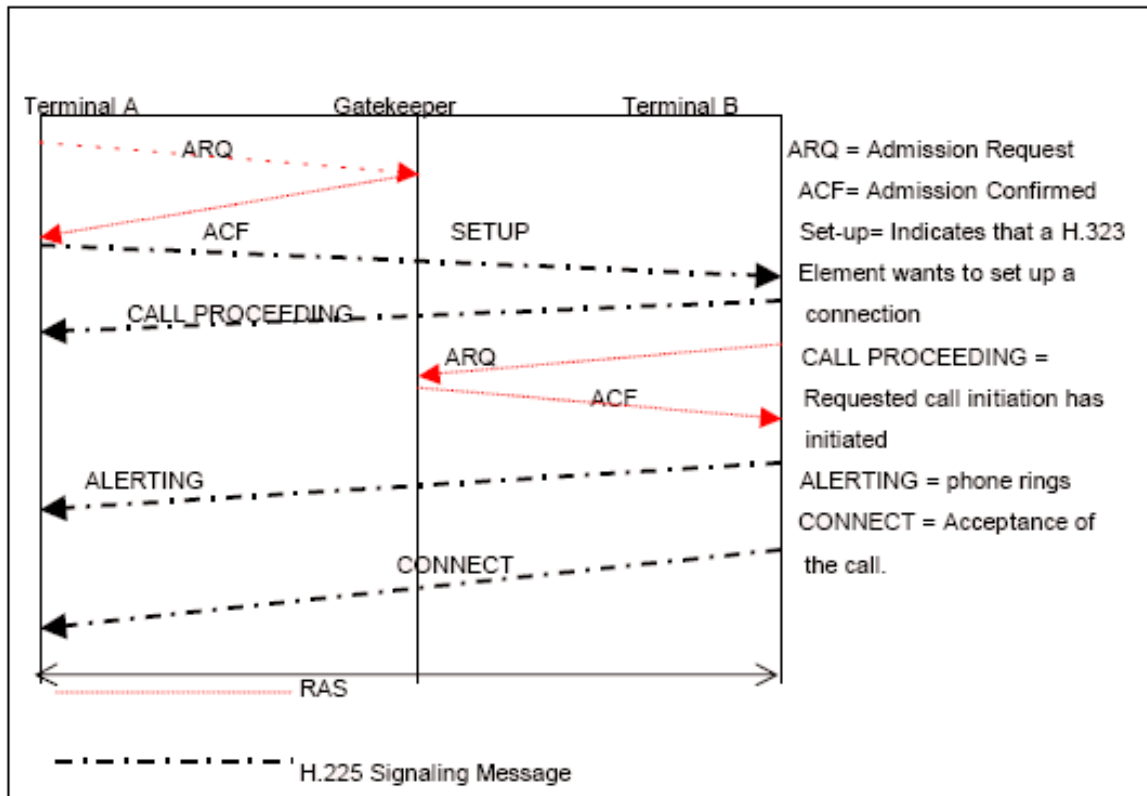 Terminal A
Gatekeeper
Terminal B
ARQ
ACF
SETUP
CALL PROCEEDING
ARQ
ACF
ALERTING
CONNECT
RAS
H.225 Signaling Message
ARQ = Admission Request
ACF= Admission Confirmed
Set-up= Indicates that a H.323
Element wants to set up a
connection
CALL PROCEEDING =
Requested call initiation has
initiated
ALERTING = phone rings
CONNECT = Acceptance of
the call.